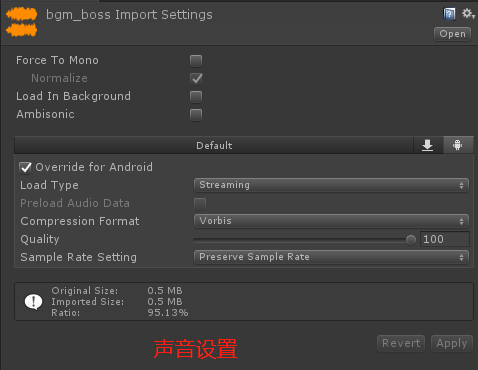 bgm_boss Import Settings
Open
Force To Mono
Normalize
Load In Background
Ambisonic
Default
Override for Android
Load Type Streaming
Preload Audio Data
Compression Format Vorbis
Quality 100
Sample Rate Setting Preserve Sample Rate
Original Size: 0.5 MB
Imported Size: 0.5 MB
Ratio: 95.13%
Revert Apply
声音设置